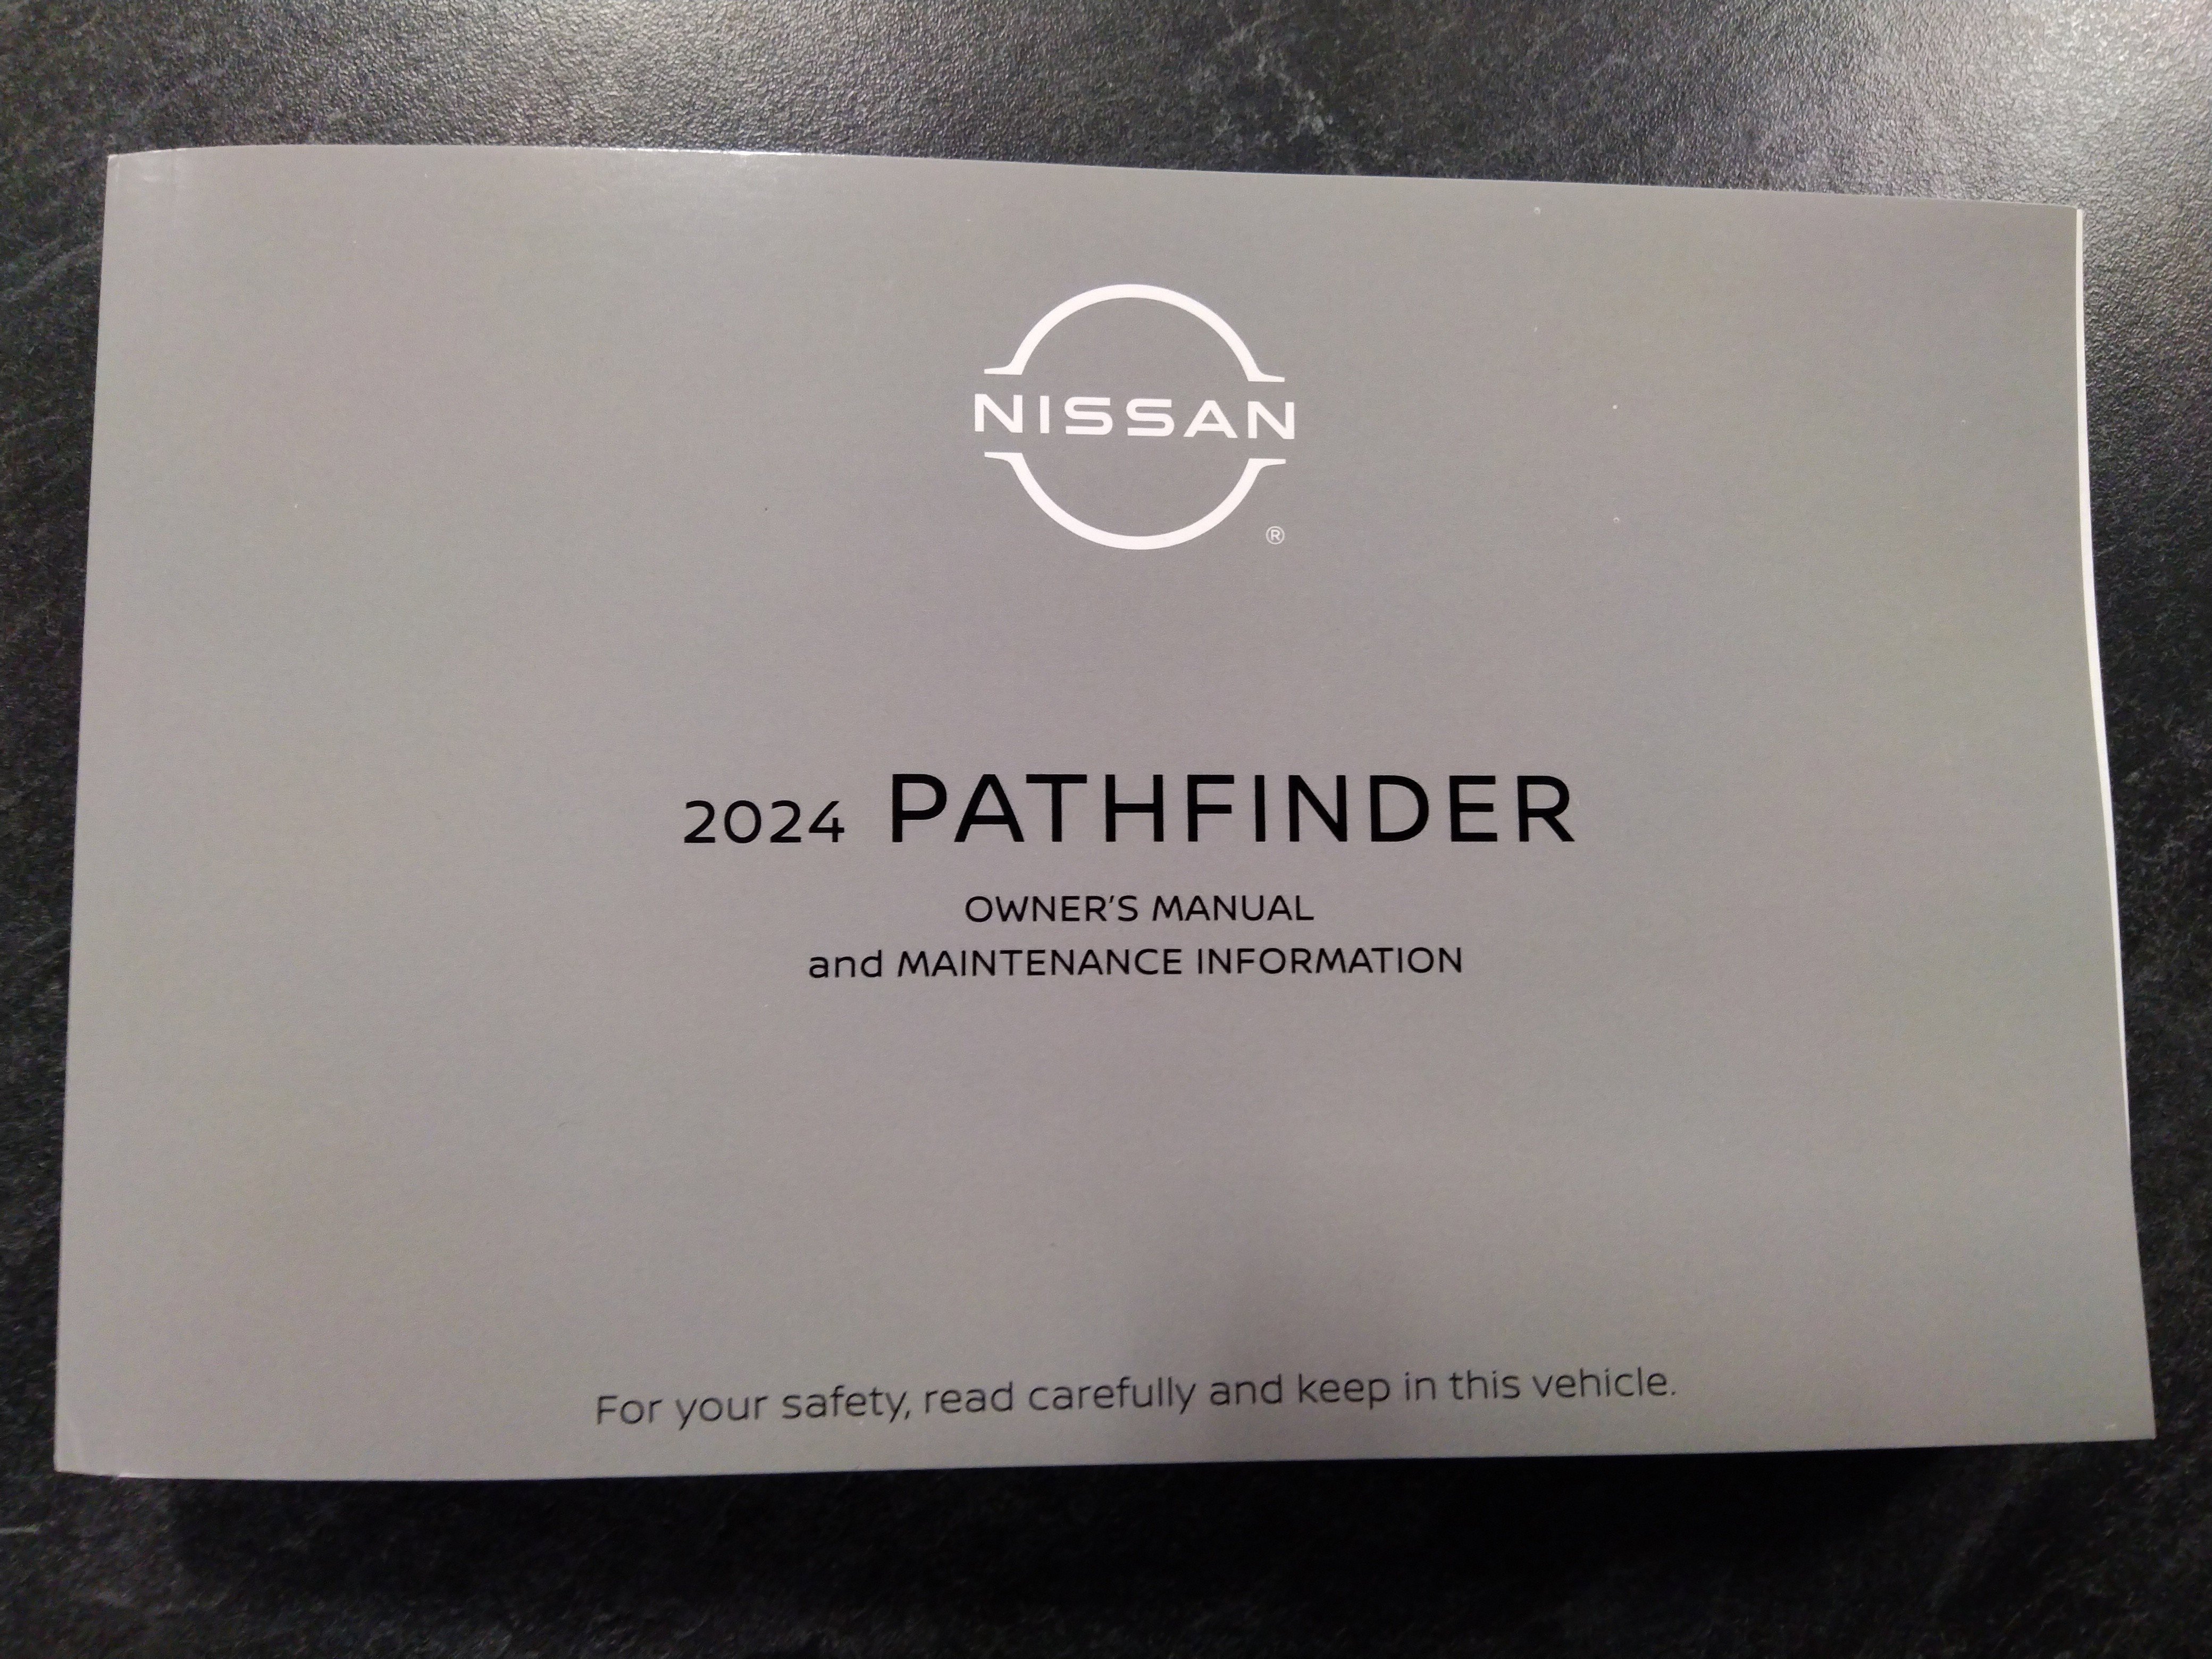 NISSAN
®
2024 PATHFINDER
OWNER'S MANUAL
and MAINTENANCE INFORMATION
For your safety, read carefully and keep in this vehicle.